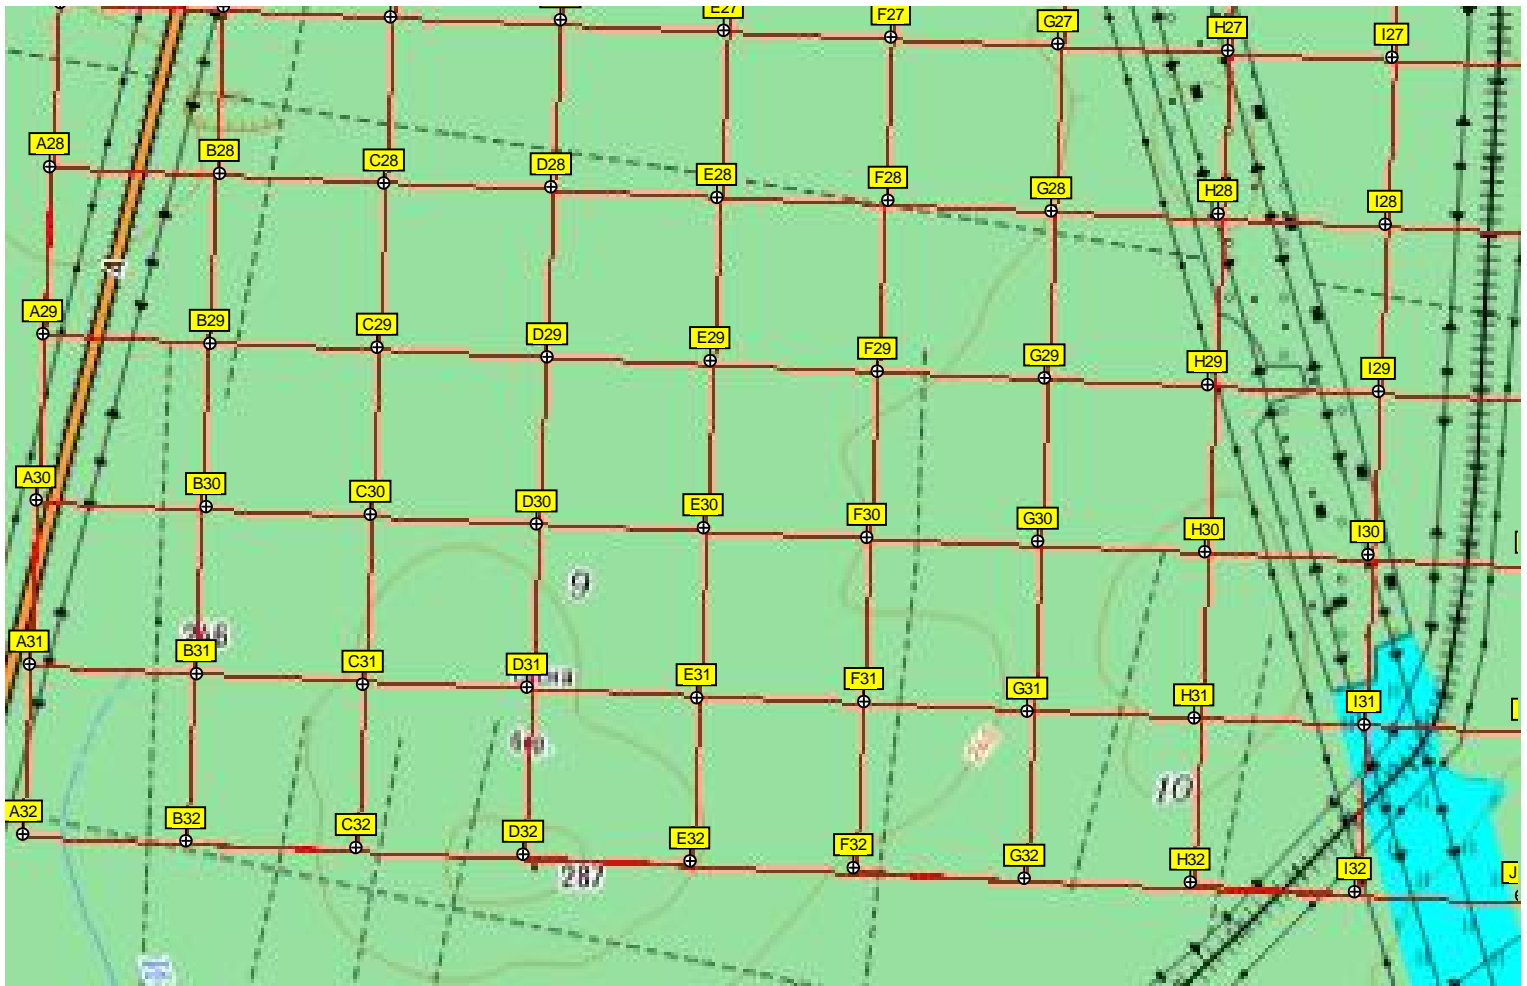 E27 F27 G27 H27 I27
A28 B28 C28 D28 E28 F28 G28 H28 I28
A29 B29 C29 D29 E29 F29 G29 H29 I29
A30 B30 C30 D30 E30 F30 G30 H30 I30
9
A31 B31 C31 D31 E31 F31 G31 H31 I31
10
A32 B32 C32 D32 E32 F32 G32 H32 I32 J
287